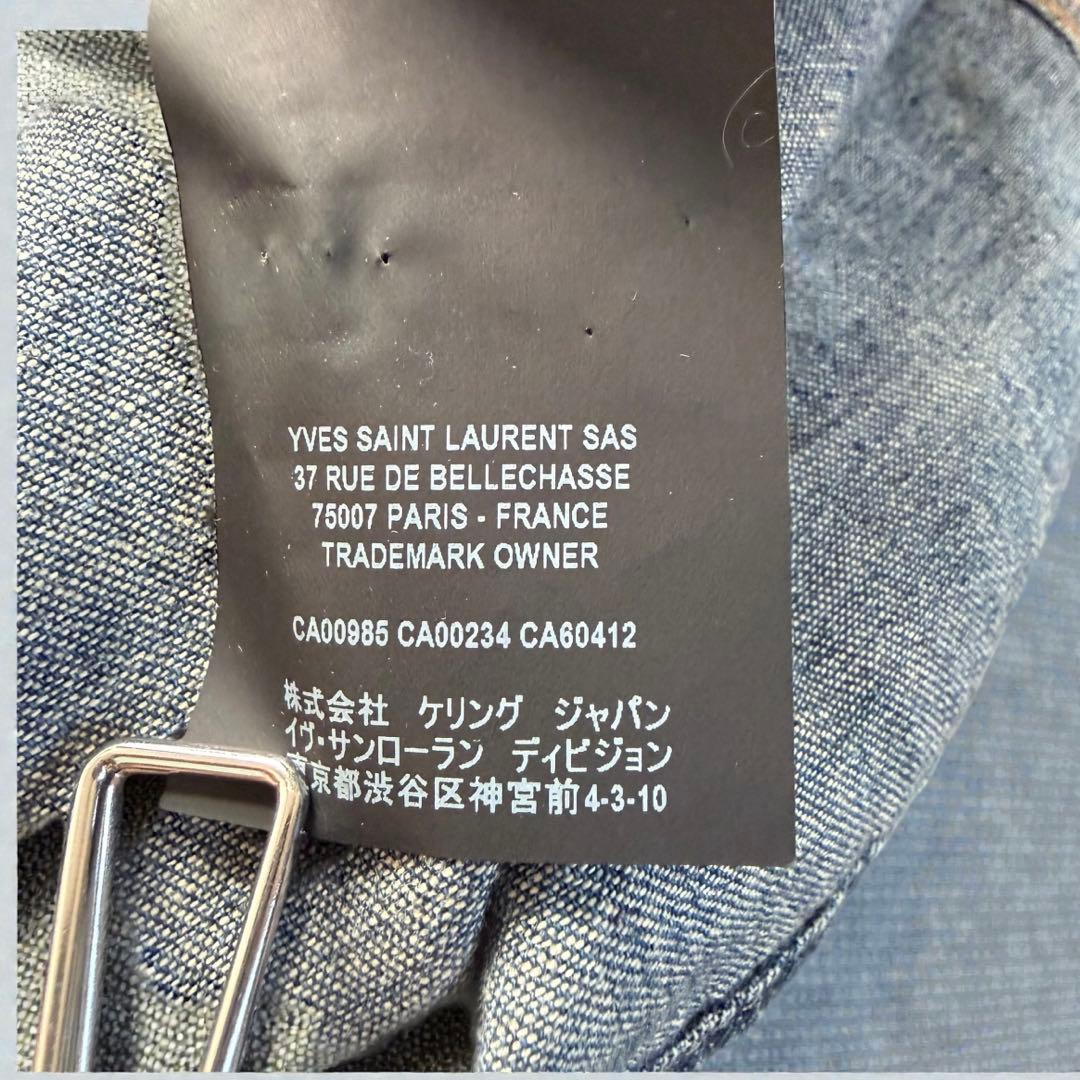 YVES SAINT LAURENT SAS
37 RUE DE BELLECHASSE
75007 PARIS - FRANCE
TRADEMARK OWNER
CA00985 CA00234 CA60412
株式会社 ケリング ジャパン
イヴ・サンローラン ディビジョン
東京都渋谷区神宮前4-3-10